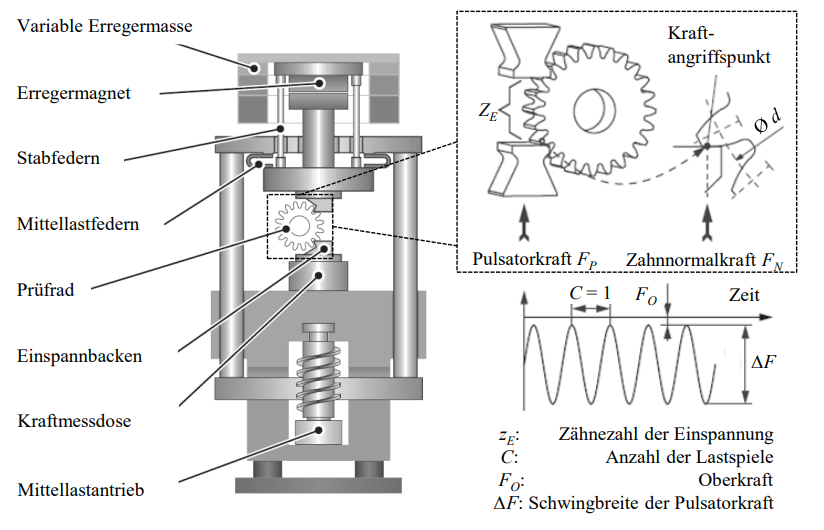 Variable Erregermasse
Erregermagnet
Stabfedern
Mittellastfedern
Prüfrad
Einspannbacken
Kraftmessdose
Mittellastantrieb
Kraft-
angriffspunkt
Z_E
Ø d
Pulsatorkraft F_P
Zahnnormalkraft F_N
C = 1
F_O
Zeit
ΔF
z_E: Zähnezahl der Einspannung
C: Anzahl der Lastspiele
F_O: Oberkraft
ΔF: Schwingbreite der Pulsatorkraft